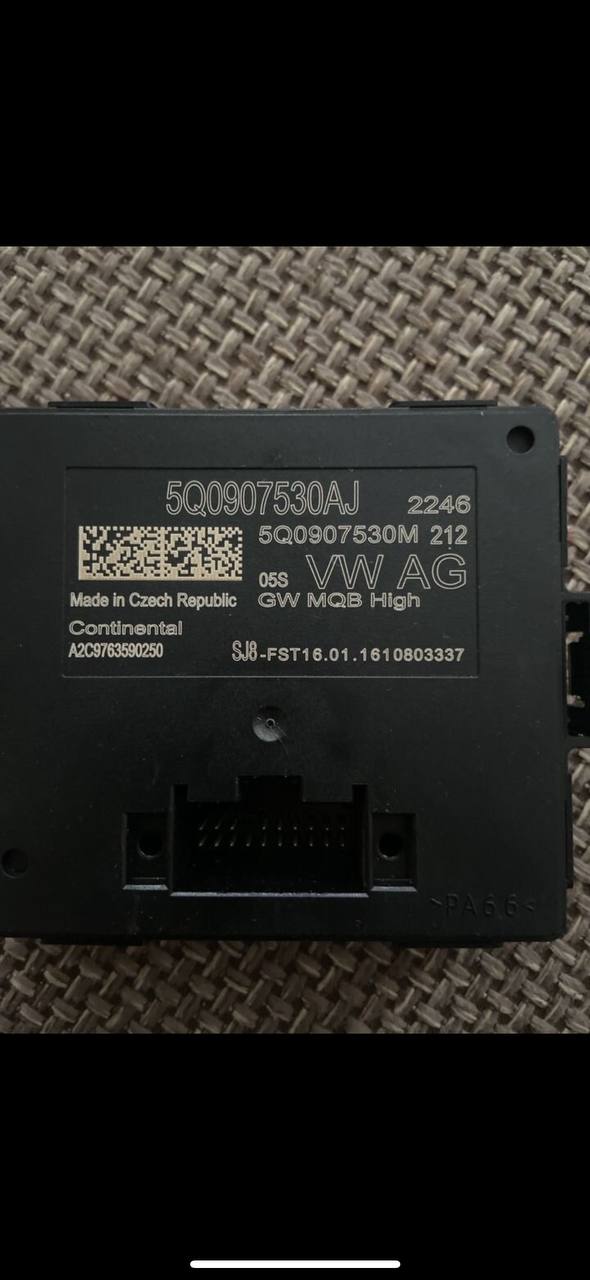 5Q0907530AJ 2246
5Q0907530M 212
05S VW AG
Made in Czech Republic GW MQB High
Continental
A2C9763590250 SJ8-FST16.01.1610803337
>PA66<